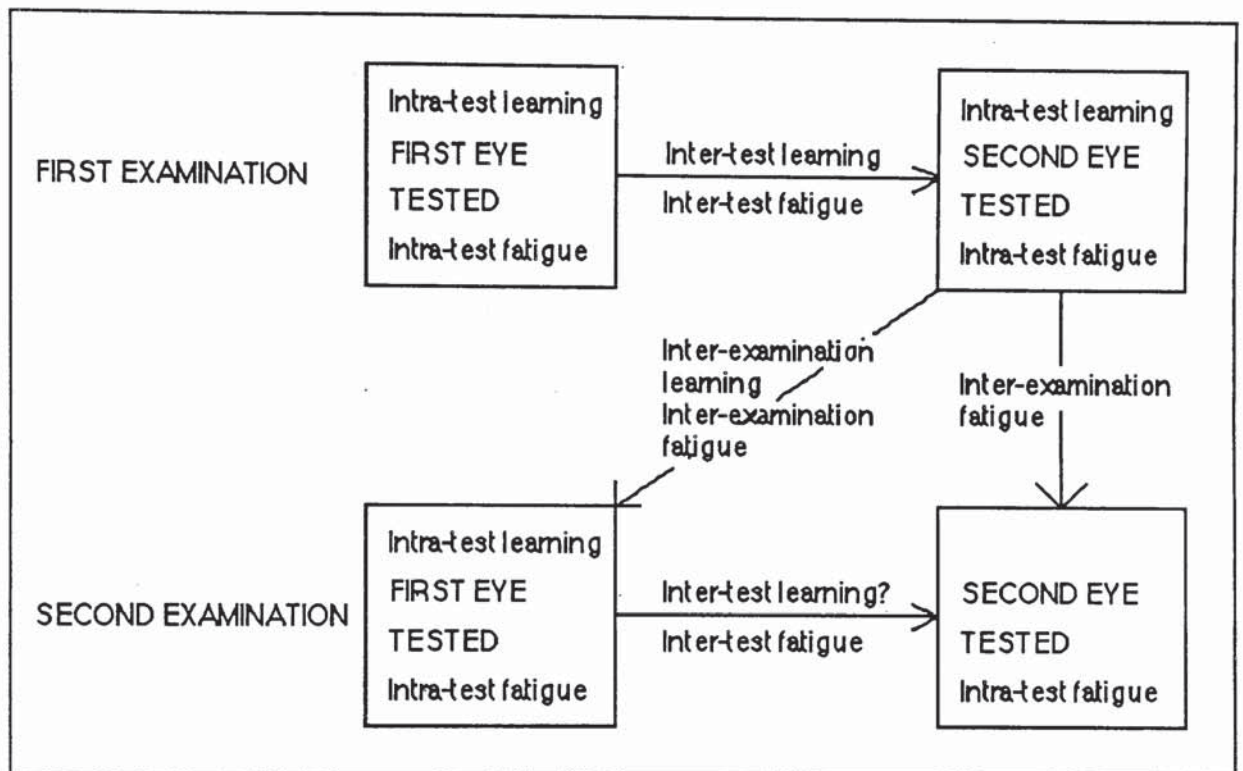 FIRST EXAMINATION
Intra-test learning
FIRST EYE
TESTED
Intra-test fatigue
Inter-test learning
Inter-test fatigue
Intra-test learning
SECOND EYE
TESTED
Intra-test fatigue
Inter-examination
learning
Inter-examination
fatigue
Inter-examination
fatigue
SECOND EXAMINATION
Intra-test learning
FIRST EYE
TESTED
Intra-test fatigue
Inter-test learning?
Inter-test fatigue
SECOND EYE
TESTED
Intra-test fatigue